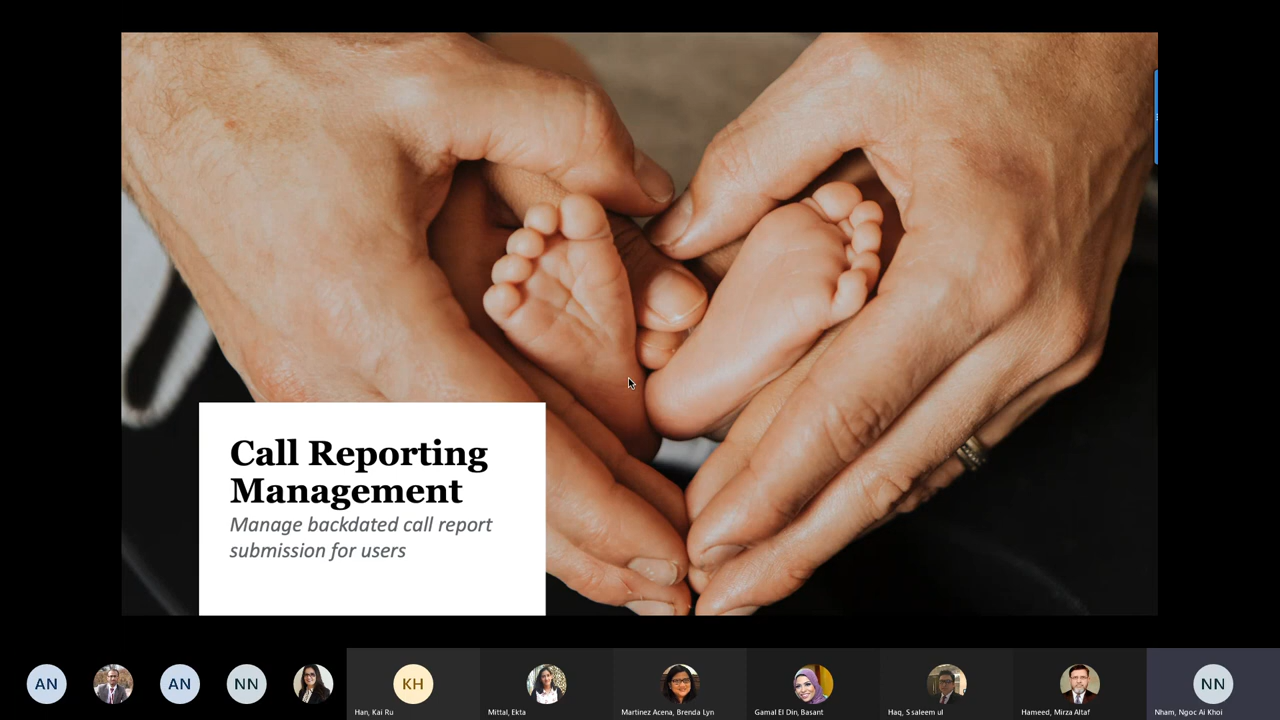 Call Reporting
Management
Manage backdated call report
submission for users
AN
AN
NN
KH
NN
Han, Kai Ru
Mittal, Ekta
Martinez Acena, Brenda Lyn
Gamal El Din, Basant
Haq, S saleem ul
Hameed, Mirza Altaf
Nham, Ngoc Ai Khoi